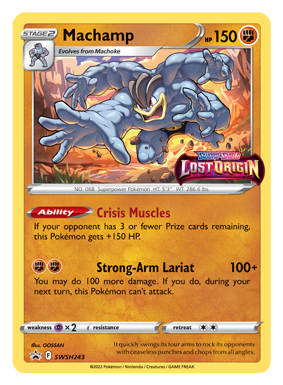 STAGE 2
Machamp
HP 150
Evolves from Machoke
Sword & Shield
LOST ORIGIN
NO. 068 Superpower Pokémon HT: 5'3" WT: 286.6 lbs.
Ability Crisis Muscles
If your opponent has 3 or fewer Prize cards remaining,
this Pokémon gets +150 HP.
Strong-Arm Lariat 100+
You may do 100 more damage. If you do, during your
next turn, this Pokémon can't attack.
weakness ×2 resistance retreat
Illus. GOSSAN
SWSH243
It quickly swings its four arms to rock its opponents
with ceaseless punches and chops from all angles.
©2022 Pokémon / Nintendo / Creatures / GAME FREAK